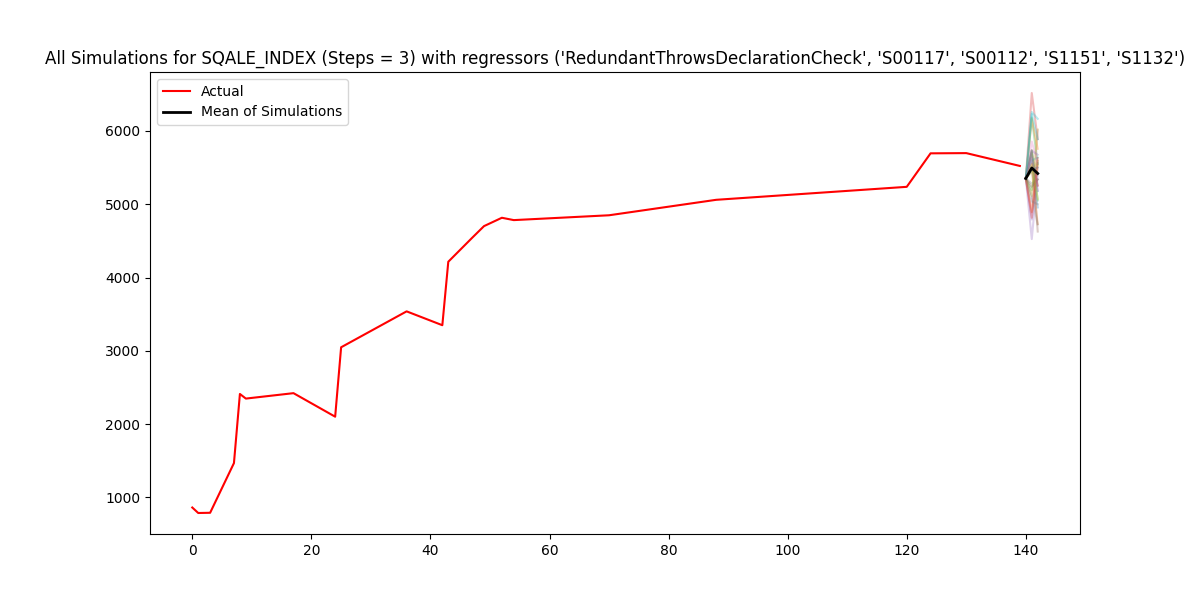 All Simulations for SQALE_INDEX (Steps = 3) with regressors ('RedundantThrowsDeclarationCheck', 'S00117', 'S00112', 'S1151', 'S1132')
Actual
Mean of Simulations
6000
5000
4000
3000
2000
1000
0 20 40 60 80 100 120 140